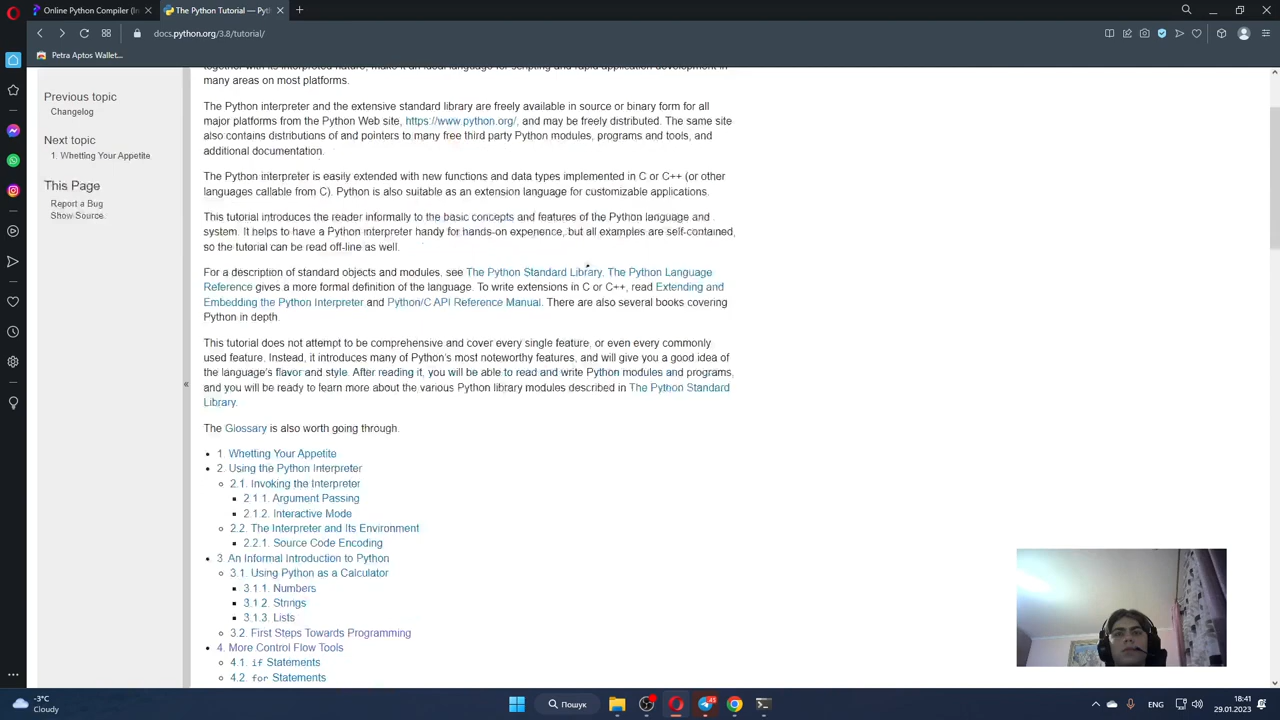 Online Python Compiler (In
The Python Tutorial — Pyt
docs.python.org/3.8/tutorial/
Petra Aptos Wallet...
Previous topic
Changelog
Next topic
1. Whetting Your Appetite
This Page
Report a Bug
Show Source
together with its interpreted nature, make it an ideal language for scripting and rapid application development in
many areas on most platforms.
The Python interpreter and the extensive standard library are freely available in source or binary form for all
major platforms from the Python Web site, https://www.python.org/, and may be freely distributed. The same site
also contains distributions of and pointers to many free third party Python modules, programs and tools, and
additional documentation.
The Python interpreter is easily extended with new functions and data types implemented in C or C++ (or other
languages callable from C). Python is also suitable as an extension language for customizable applications.
This tutorial introduces the reader informally to the basic concepts and features of the Python language and
system. It helps to have a Python interpreter handy for hands-on experience, but all examples are self-contained,
so the tutorial can be read off-line as well.
For a description of standard objects and modules, see The Python Standard Library. The Python Language
Reference gives a more formal definition of the language. To write extensions in C or C++, read Extending and
Embedding the Python Interpreter and Python/C API Reference Manual. There are also several books covering
Python in depth.
This tutorial does not attempt to be comprehensive and cover every single feature, or even every commonly
used feature. Instead, it introduces many of Python's most noteworthy features, and will give you a good idea of
the language's flavor and style. After reading it, you will be able to read and write Python modules and programs,
and you will be ready to learn more about the various Python library modules described in The Python Standard
Library.
The Glossary is also worth going through.
1. Whetting Your Appetite
2. Using the Python Interpreter
2.1. Invoking the Interpreter
2.1.1. Argument Passing
2.1.2. Interactive Mode
2.2. The Interpreter and Its Environment
2.2.1. Source Code Encoding
3. An Informal Introduction to Python
3.1. Using Python as a Calculator
3.1.1. Numbers
3.1.2. Strings
3.1.3. Lists
3.2. First Steps Towards Programming
4. More Control Flow Tools
4.1. if Statements
4.2. for Statements
«
-3°C
Cloudy
Пошук
ENG
18:41
29.01.2023